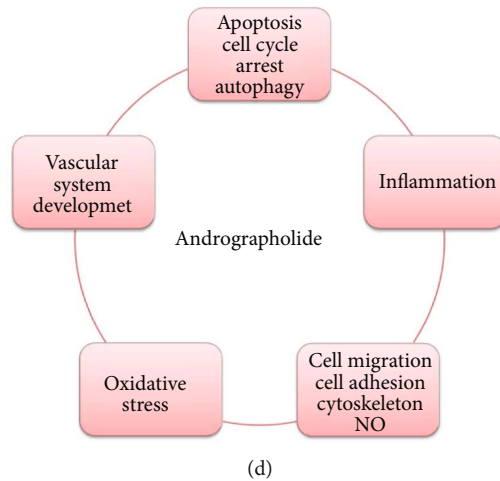 Apoptosis
cell cycle
arrest
autophagy
Vascular
system
developmet
Inflammation
Andrographolide
Oxidative
stress
Cell migration
cell adhesion
cytoskeleton
NO
(d)